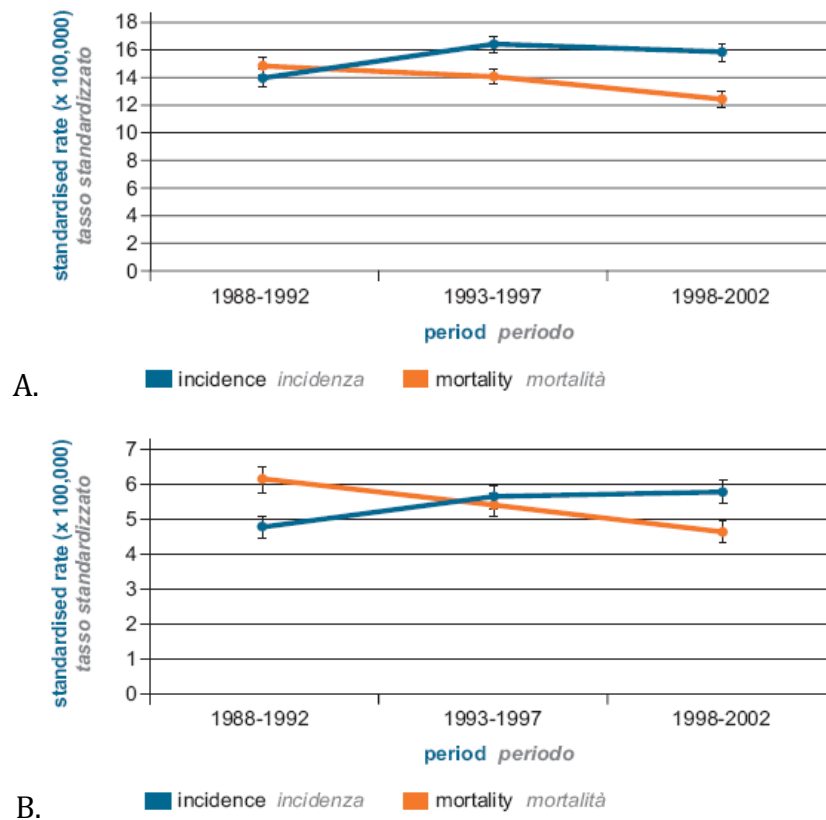 standardised rate (x 100,000)
tasso standardizzato
18
16
14
12
10
8
6
4
2
0
1988-1992 1993-1997 1998-2002
period periodo
A. incidence incidenza mortality mortalità
standardised rate (x 100,000)
tasso standardizzato
7
6
5
4
3
2
1
0
1988-1992 1993-1997 1998-2002
period periodo
B. incidence incidenza mortality mortalità